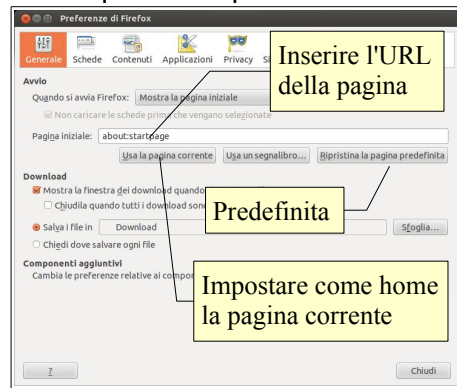 Preferenze di Firefox
Generale Schede Contenuti Applicazioni Privacy
Inserire l'URL
della pagina
Avvio
Quando si avvia Firefox: Mostra la pagina iniziale
Non caricare le schede prima che vengano selezionate
Pagina iniziale: about:startpage
Usa la pagina corrente Usa un segnalibro... Ripristina la pagina predefinita
Download
Mostra la finestra dei download quando
Chiudila quando tutti i download
Predefinita
Salva i file in Download Sfoglia...
Chiedi dove salvare ogni file
Componenti aggiuntivi
Cambia le preferenze relative ai
Impostare come home
la pagina corrente
? Chiudi